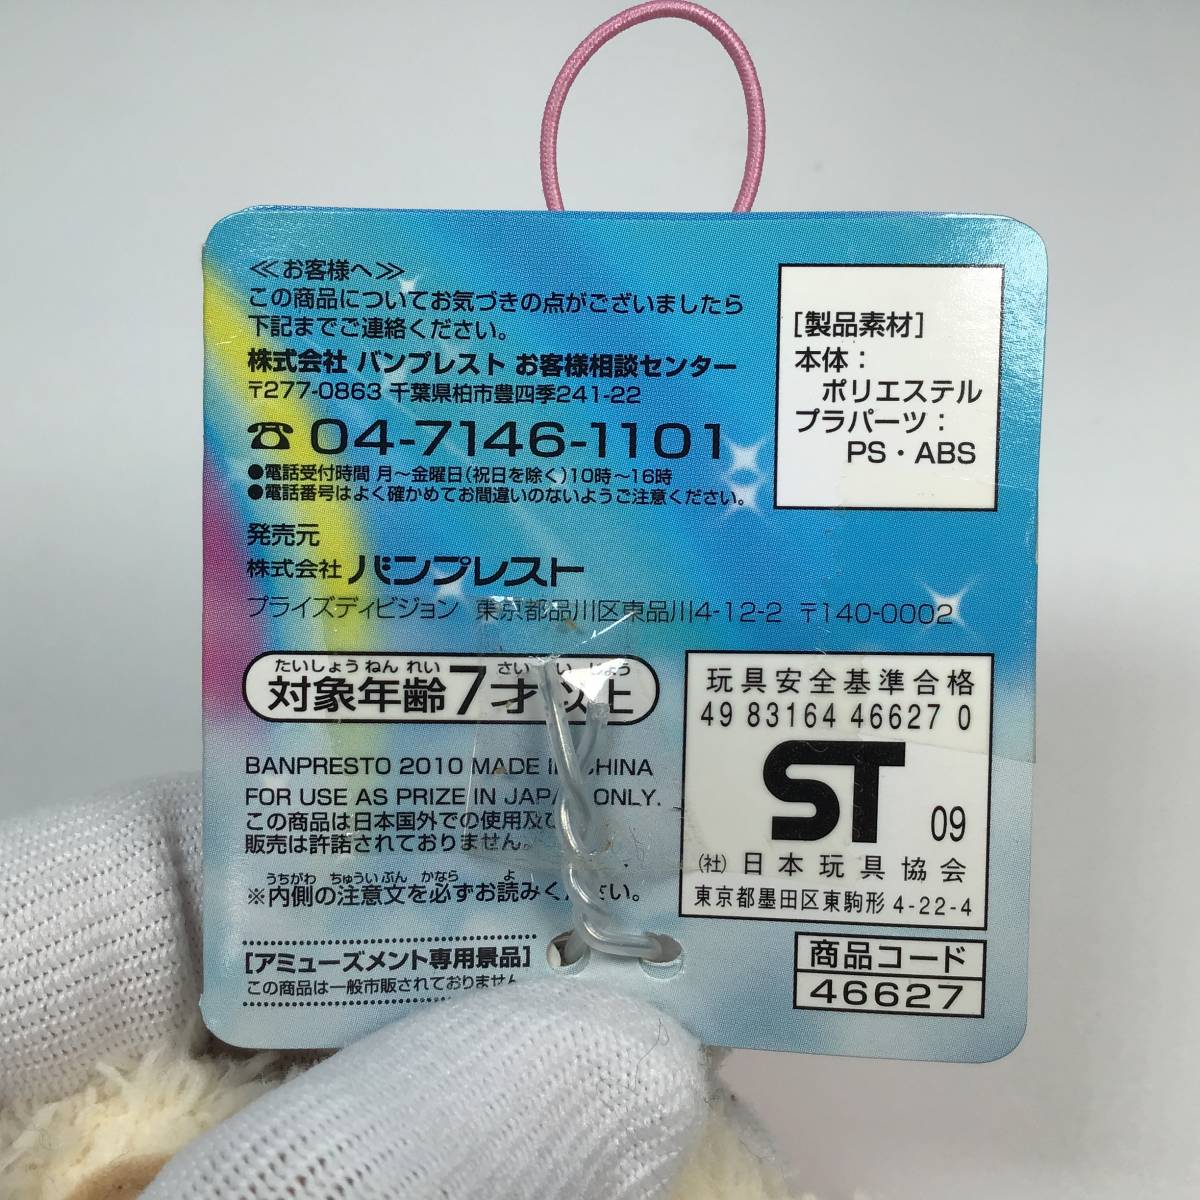 ≪お客様へ≫
この商品についてお気づきの点がございましたら
下記までご連絡ください。
株式会社 バンプレスト お客様相談センター
〒277-0863 千葉県柏市豊四季241-22
☎ 04-7146-1101
●電話受付時間 月〜金曜日(祝日を除く)10時〜16時
●電話番号はよく確かめてお間違いのないようご注意ください。
発売元
株式会社 バンプレスト
プライズディビジョン 東京都品川区東品川4-12-2 〒140-0002
[製品素材]
本体:
ポリエステル
プラパーツ:
PS・ABS
たいしょう ねん れい さい い じょう
対象年齢7才以上
BANPRESTO 2010 MADE IN CHINA
FOR USE AS PRIZE IN JAPAN ONLY.
この商品は日本国外での使用及び
販売は許諾されておりません。
うちがわ ちゅういぶん かなら よ
※内側の注意文を必ずお読みください。
[アミューズメント専用景品]
この商品は一般市販されておりません
玩具安全基準合格
49 83164 46627 0
ST 09
(社)日本玩具協会
東京都墨田区東駒形 4-22-4
商品コード
46627